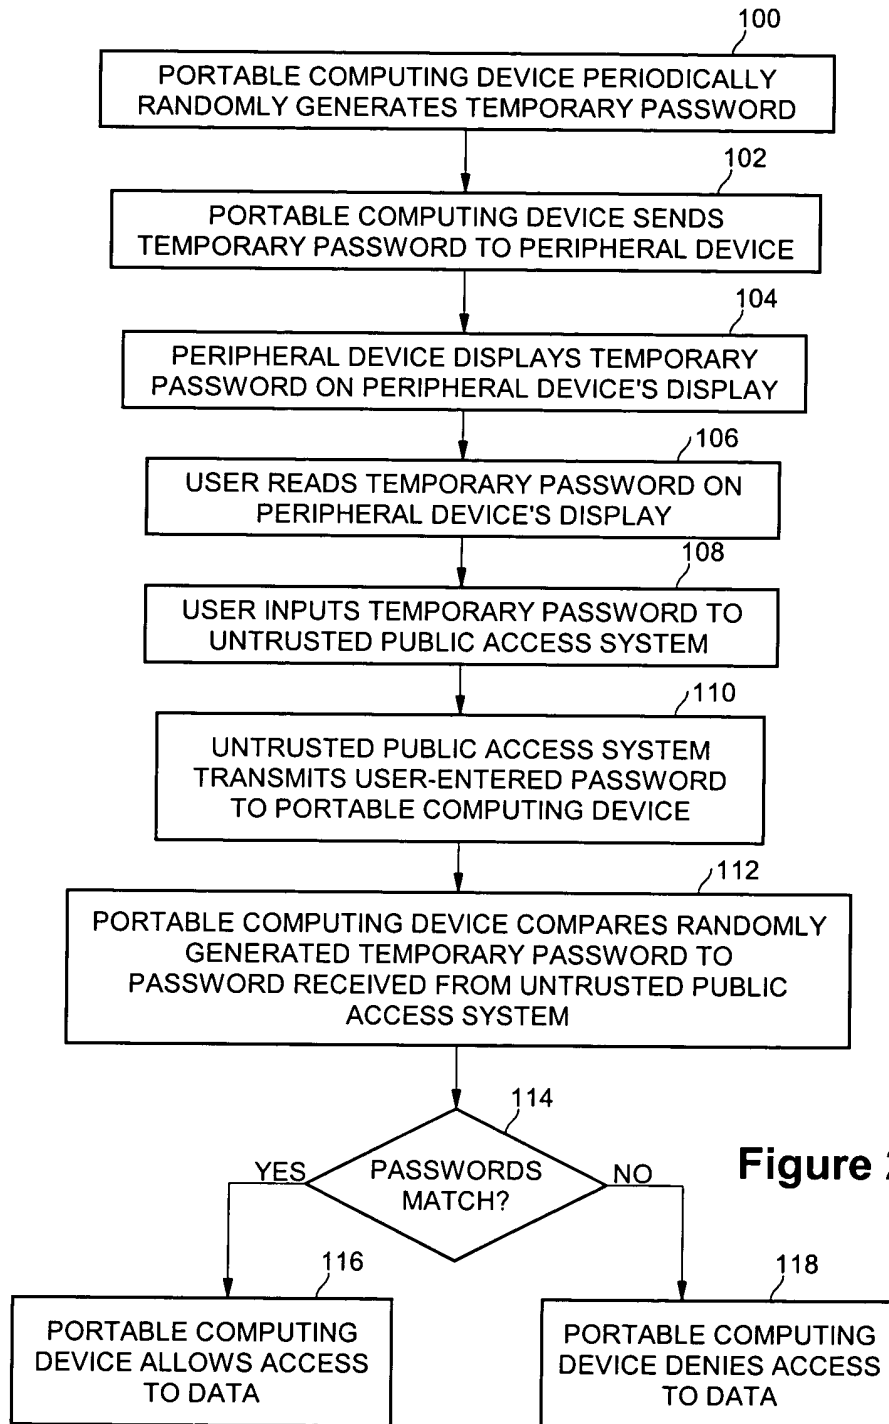 100
PORTABLE COMPUTING DEVICE PERIODICALLY
RANDOMLY GENERATES TEMPORARY PASSWORD
102
PORTABLE COMPUTING DEVICE SENDS
TEMPORARY PASSWORD TO PERIPHERAL DEVICE
104
PERIPHERAL DEVICE DISPLAYS TEMPORARY
PASSWORD ON PERIPHERAL DEVICE'S DISPLAY
106
USER READS TEMPORARY PASSWORD ON
PERIPHERAL DEVICE'S DISPLAY
108
USER INPUTS TEMPORARY PASSWORD TO
UNTRUSTED PUBLIC ACCESS SYSTEM
110
UNTRUSTED PUBLIC ACCESS SYSTEM
TRANSMITS USER-ENTERED PASSWORD
TO PORTABLE COMPUTING DEVICE
112
PORTABLE COMPUTING DEVICE COMPARES RANDOMLY
GENERATED TEMPORARY PASSWORD TO
PASSWORD RECEIVED FROM UNTRUSTED PUBLIC
ACCESS SYSTEM
114
PASSWORDS
MATCH?
YES
NO
Figure
116
PORTABLE COMPUTING
DEVICE ALLOWS ACCESS
TO DATA
118
PORTABLE COMPUTING
DEVICE DENIES ACCESS
TO DATA